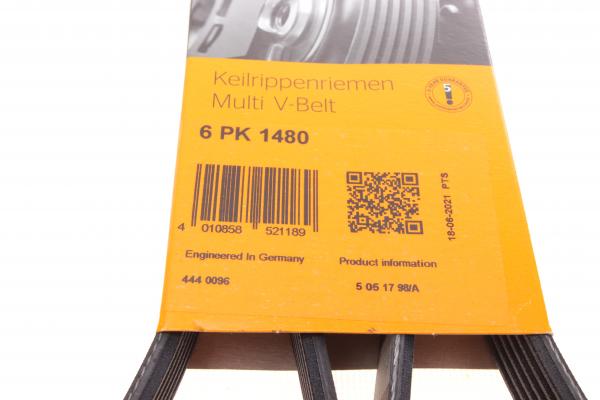 Keilrippenriemen
Multi V-Belt
5
6 PK 1480
4 010858 521189
18-06-2021 PTS
Engineered In Germany
Product information
444 0096
5 05 17 98/A